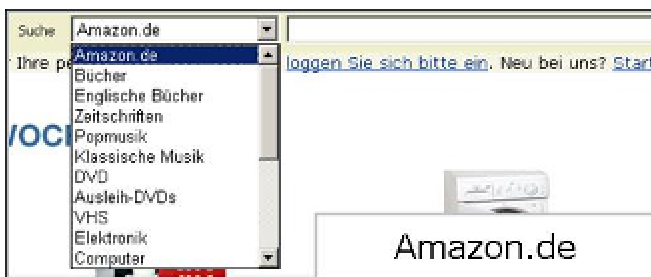 Suche Amazon.de
Amazon.de
Ihre pe loggen Sie sich bitte ein. Neu bei uns? Start
Bücher
Englische Bücher
Zeitschriften
VOCH
Popmusik
Klassische Musik
DVD
Ausleih-DVDs
VHS
Elektronik
Computer
Amazon.de